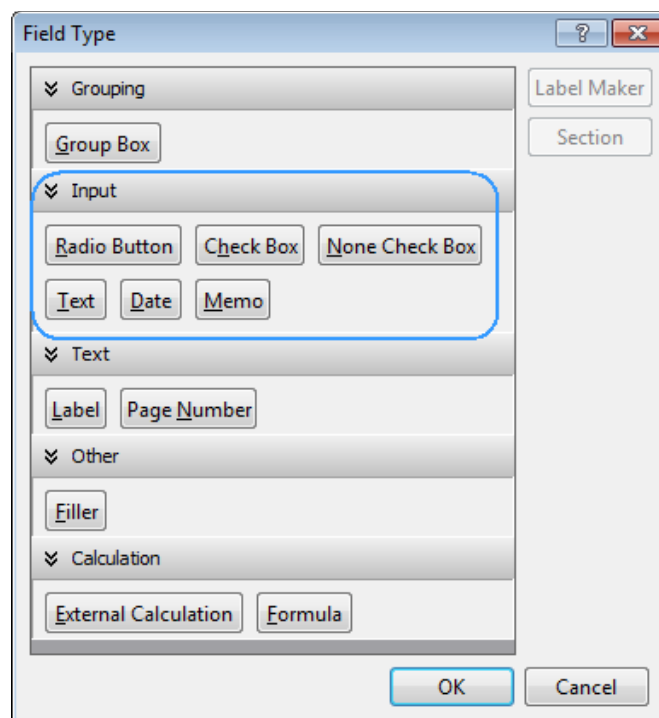 Field Type
Grouping
Label Maker
Group Box
Section
Input
Radio Button Check Box None Check Box
Text Date Memo
Text
Label Page Number
Other
Filler
Calculation
External Calculation Formula
OK Cancel